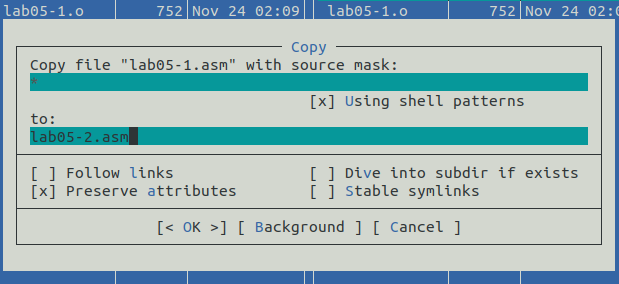 lab05-1.o 752 Nov 24 02:09 lab05-1.o 752 Nov 24 02:0
Copy
Copy file "lab05-1.asm" with source mask:
*
[x] Using shell patterns
to:
lab05-2.asm
[ ] Follow links [ ] Dive into subdir if exists
[x] Preserve attributes [ ] Stable symlinks
[< OK >] [ Background ] [ Cancel ]